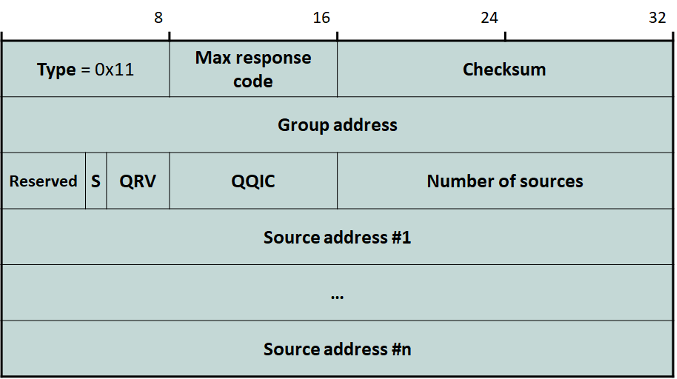 8 16 24 32
Type = 0x11 Max response code Checksum
Group address
Reserved S QRV QQIC Number of sources
Source address #1
...
Source address #n